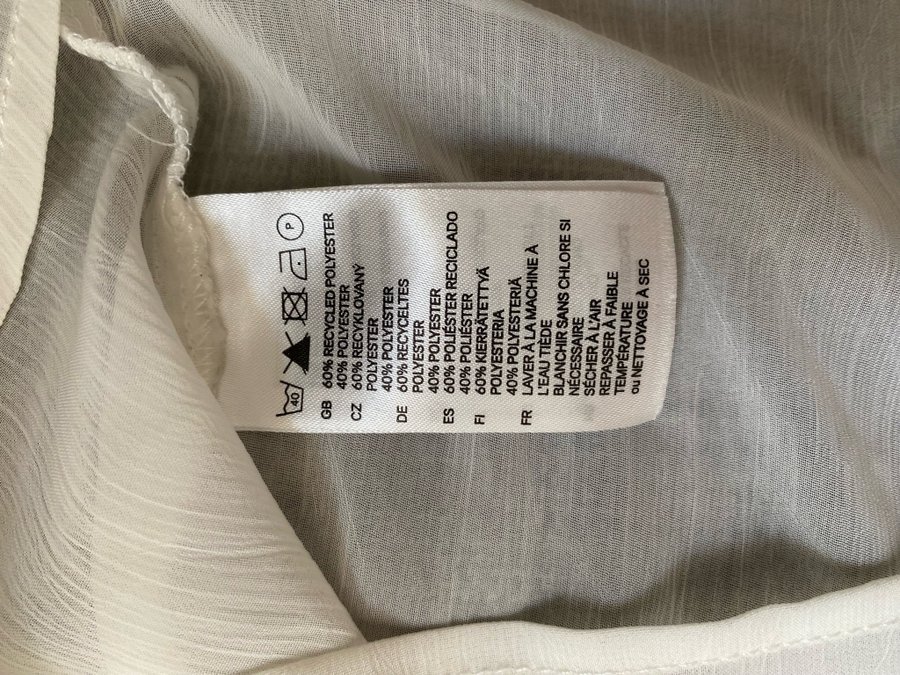 40
P
GB 60% RECYCLED POLYESTER
40% POLYESTER
CZ 60% RECYKLOVANÝ
POLYESTER
40% POLYESTER
DE 60% RECYCELTES
POLYESTER
40% POLYESTER
ES 60% POLIÉSTER RECICLADO
40% POLIÉSTER
FI 60% KIERRÄTETTYÄ
POLYESTERIA
40% POLYESTERIÄ
FR LAVER À LA MACHINE À
L'EAU TIÈDE
BLANCHIR SANS CHLORE SI
NÉCESSAIRE
SÉCHER À L'AIR
REPASSER À FAIBLE
TEMPÉRATURE
ou NETTOYAGE À SEC